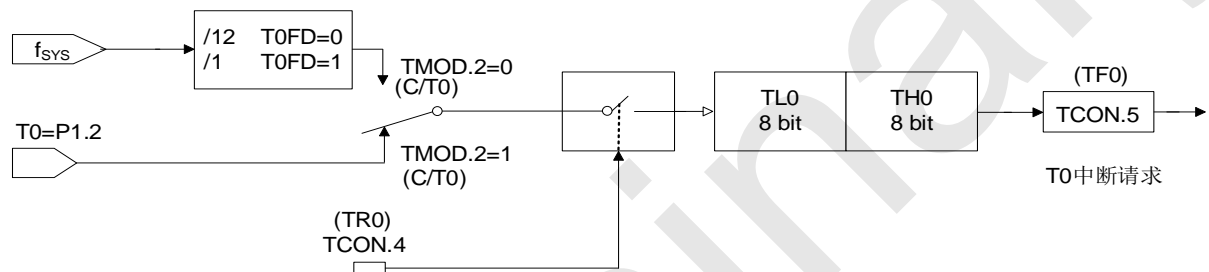 f_SYS
/12 T0FD=0
/1 T0FD=1
TMOD.2=0
(C/T0)
T0=P1.2
TMOD.2=1
(C/T0)
(TR0)
TCON.4
TL0
8 bit
TH0
8 bit
(TF0)
TCON.5
T0中断请求